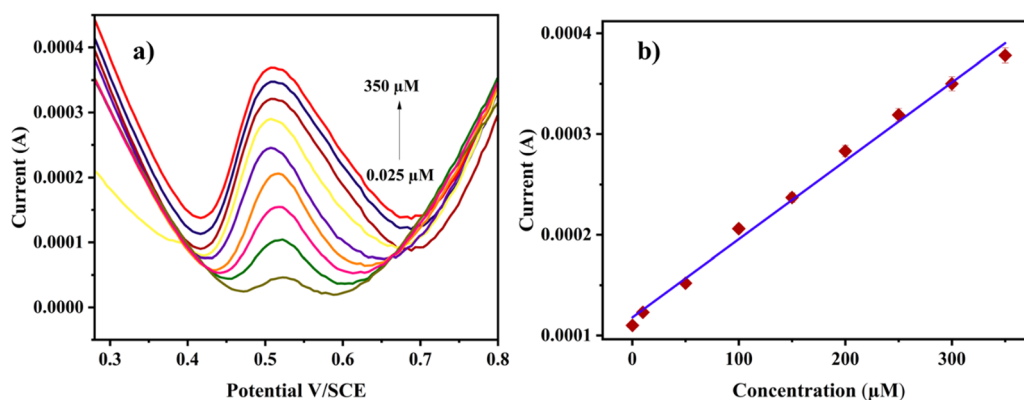 a)
Current (A)
0.0004
0.0003
0.0002
0.0001
0.0000
350 µM
0.025 µM
0.3 0.4 0.5 0.6 0.7 0.8
Potential V/SCE
b)
Current (A)
0.0004
0.0003
0.0002
0.0001
0 100 200 300
Concentration (µM)